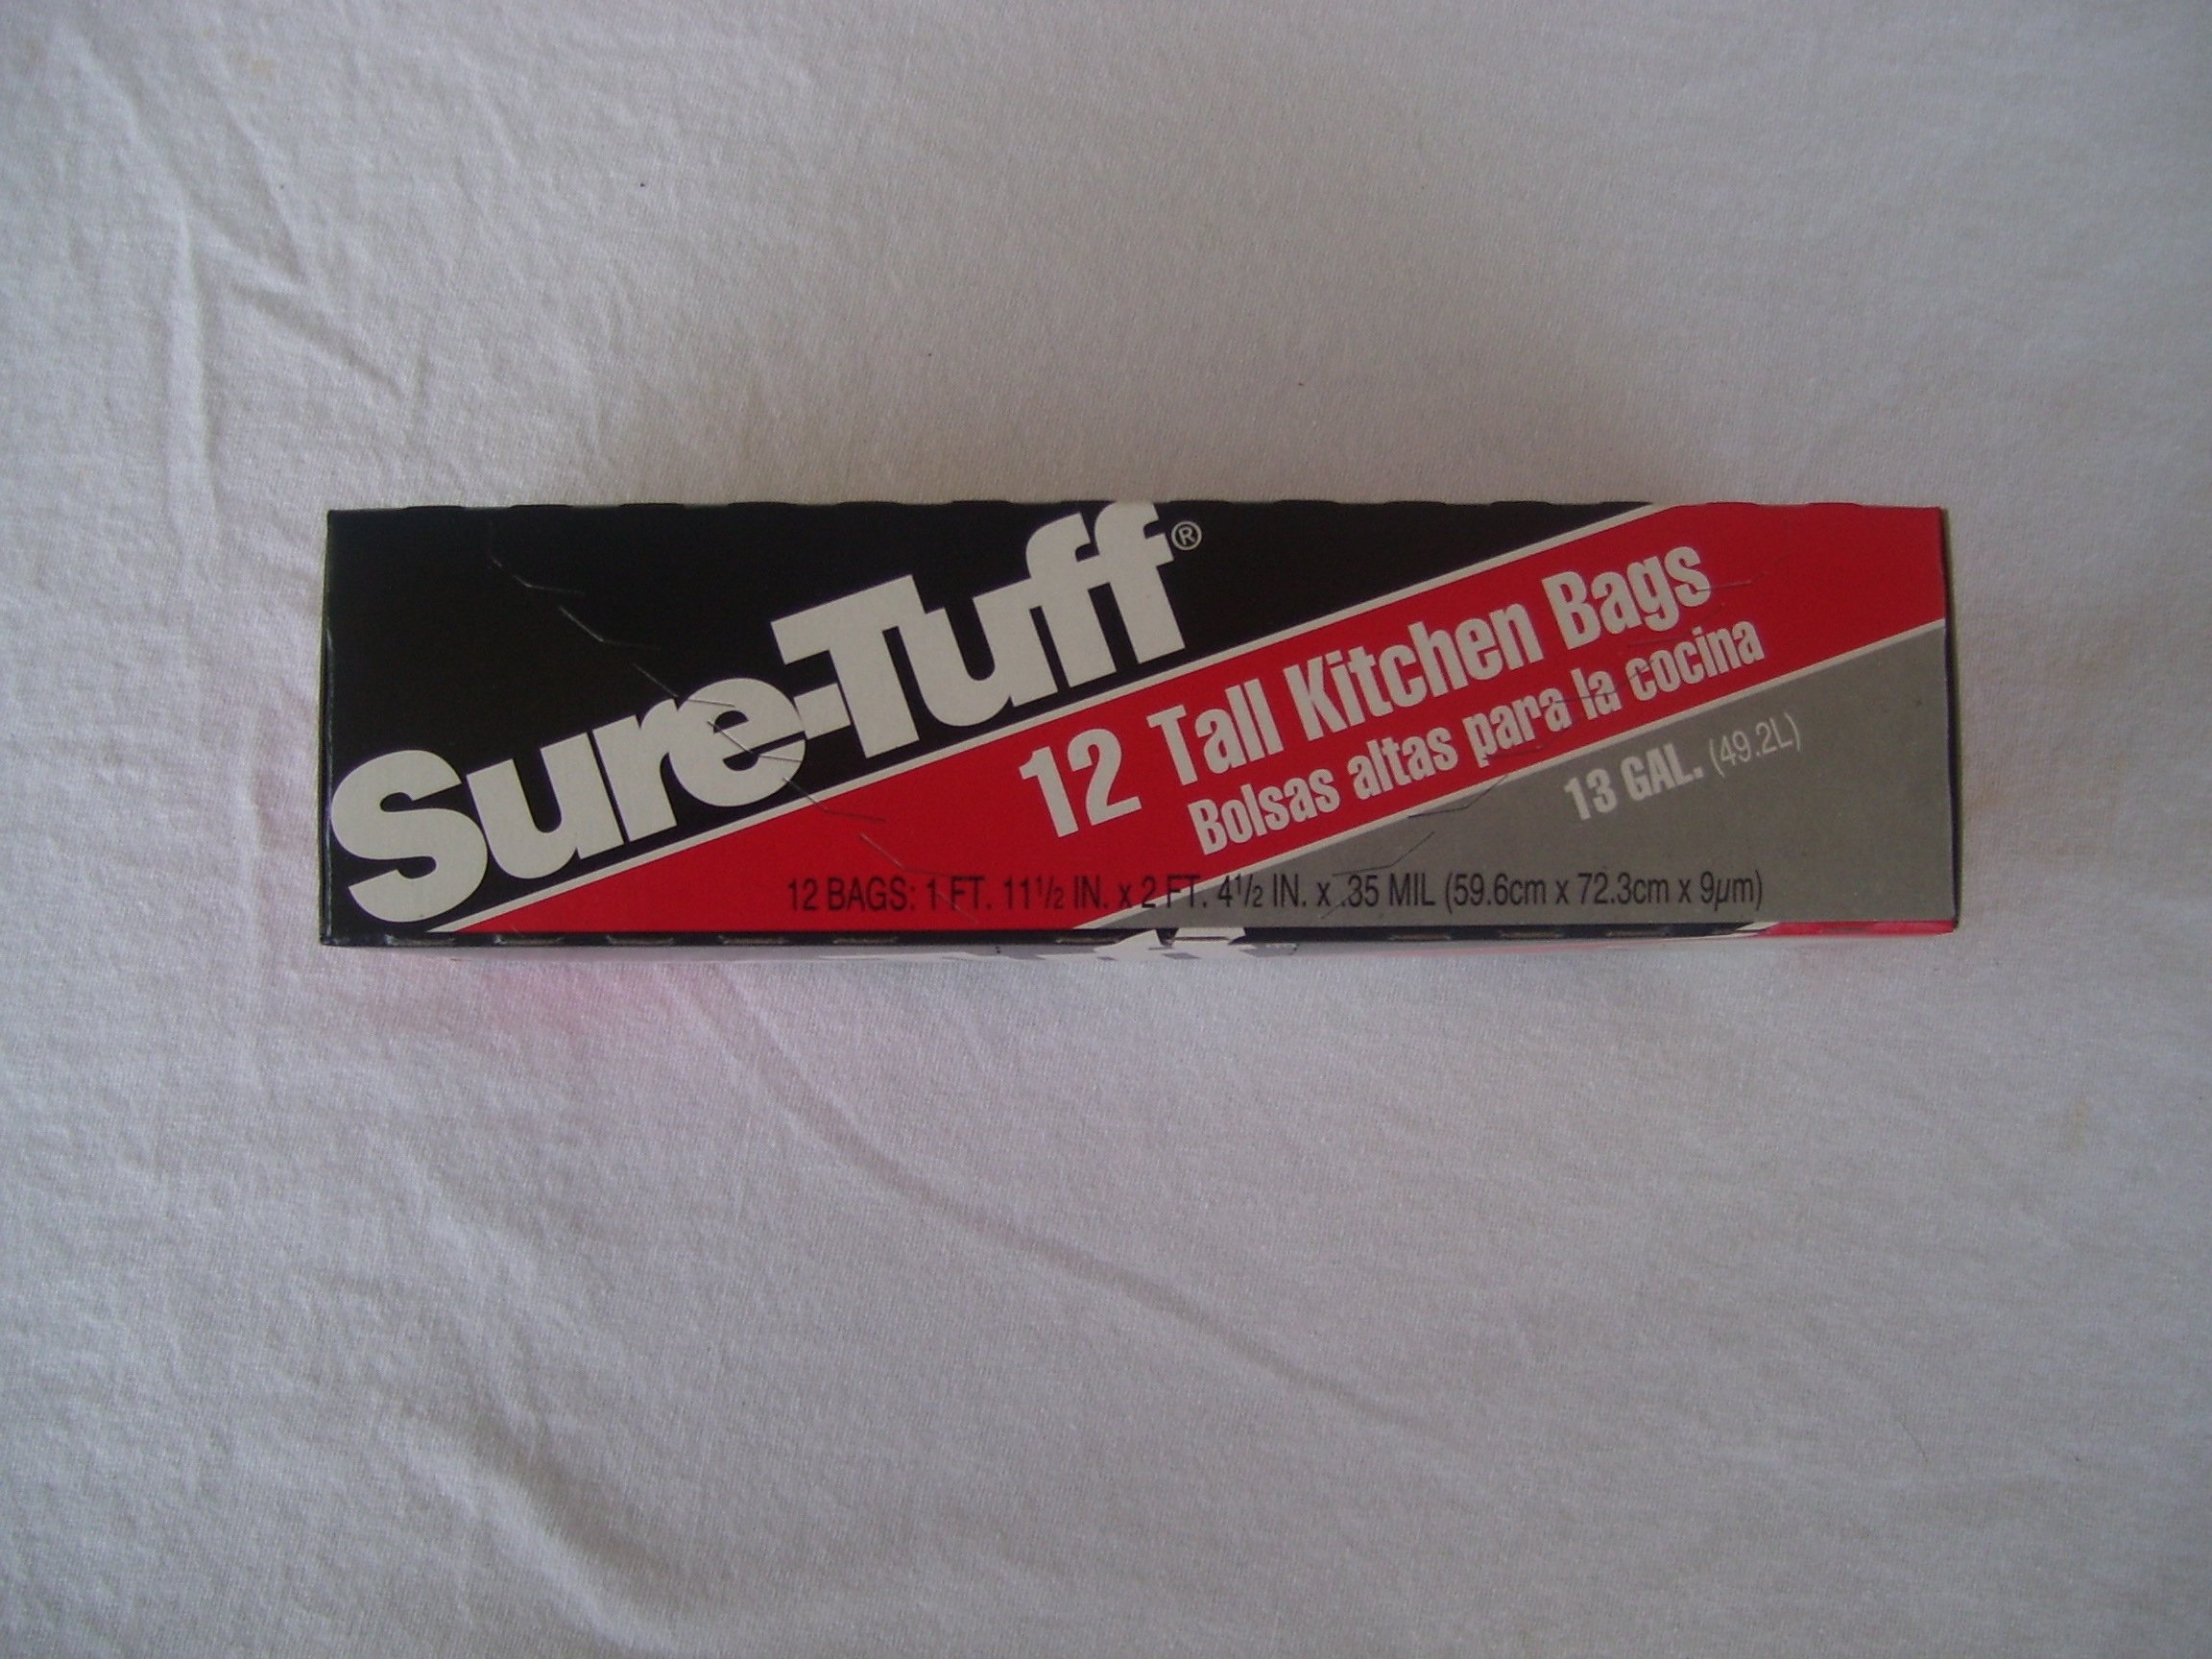 Sure-Tuff®
12 Tall Kitchen Bags
Bolsas altas para la cocina
13 GAL. (49.2L)
12 BAGS: 1 FT. 11½ IN. x 2 FT. 4½ IN. x .35 MIL (59.6cm x 72.3cm x 9µm)